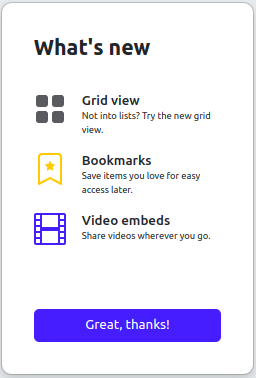 What's new
Grid view
Not into lists? Try the new grid
view.
Bookmarks
Save items you love for easy
access later.
Video embeds
Share videos wherever you go.
Great, thanks!